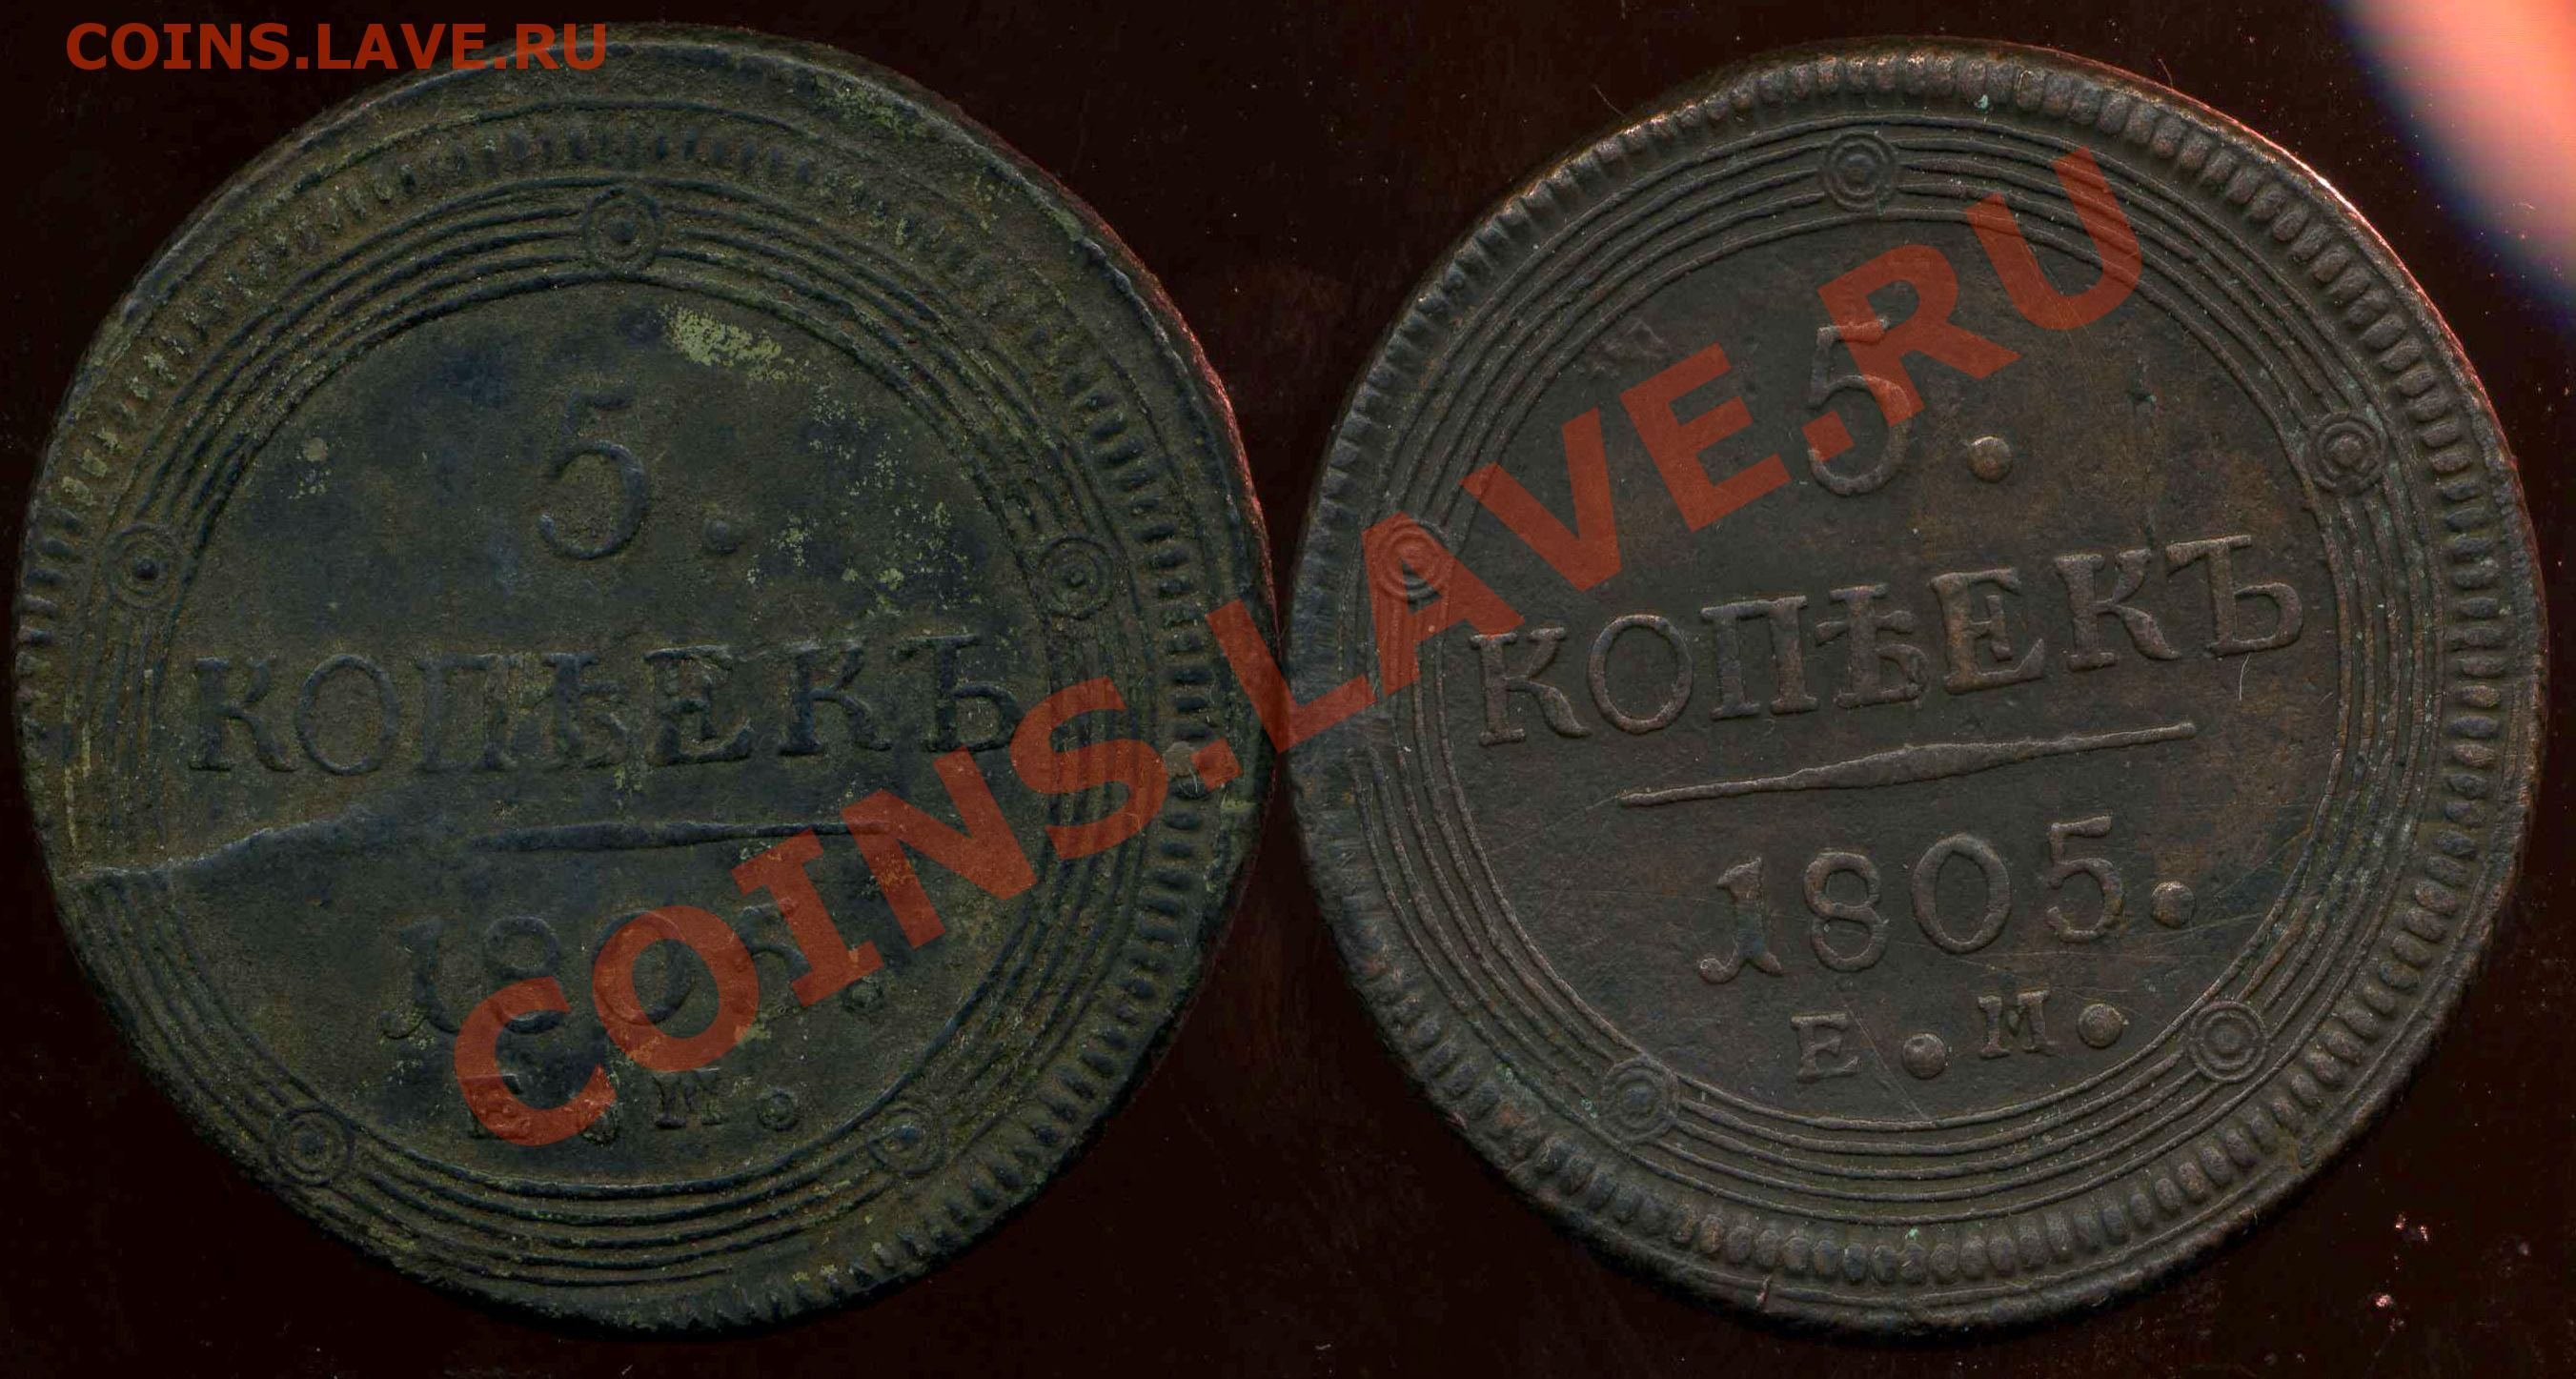 COINS.LAVE.RU
5.
КОПѢЕКЪ
5.
КОПѢЕКЪ
1805.
Е.М.
COINS.LAVE.RU